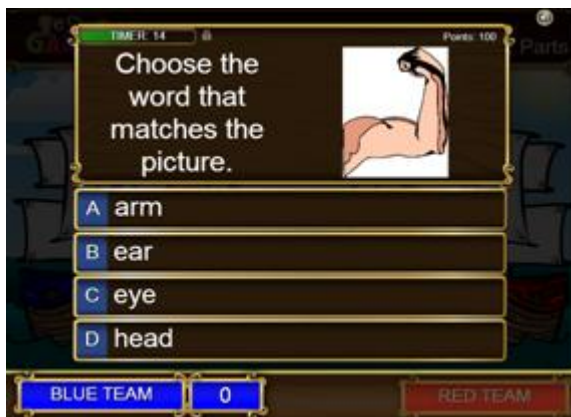 TIMER: 14
Points: 100
Parts
Choose the
word that
matches the
picture.
A arm
B ear
C eye
D head
BLUE TEAM 0
RED TEAM